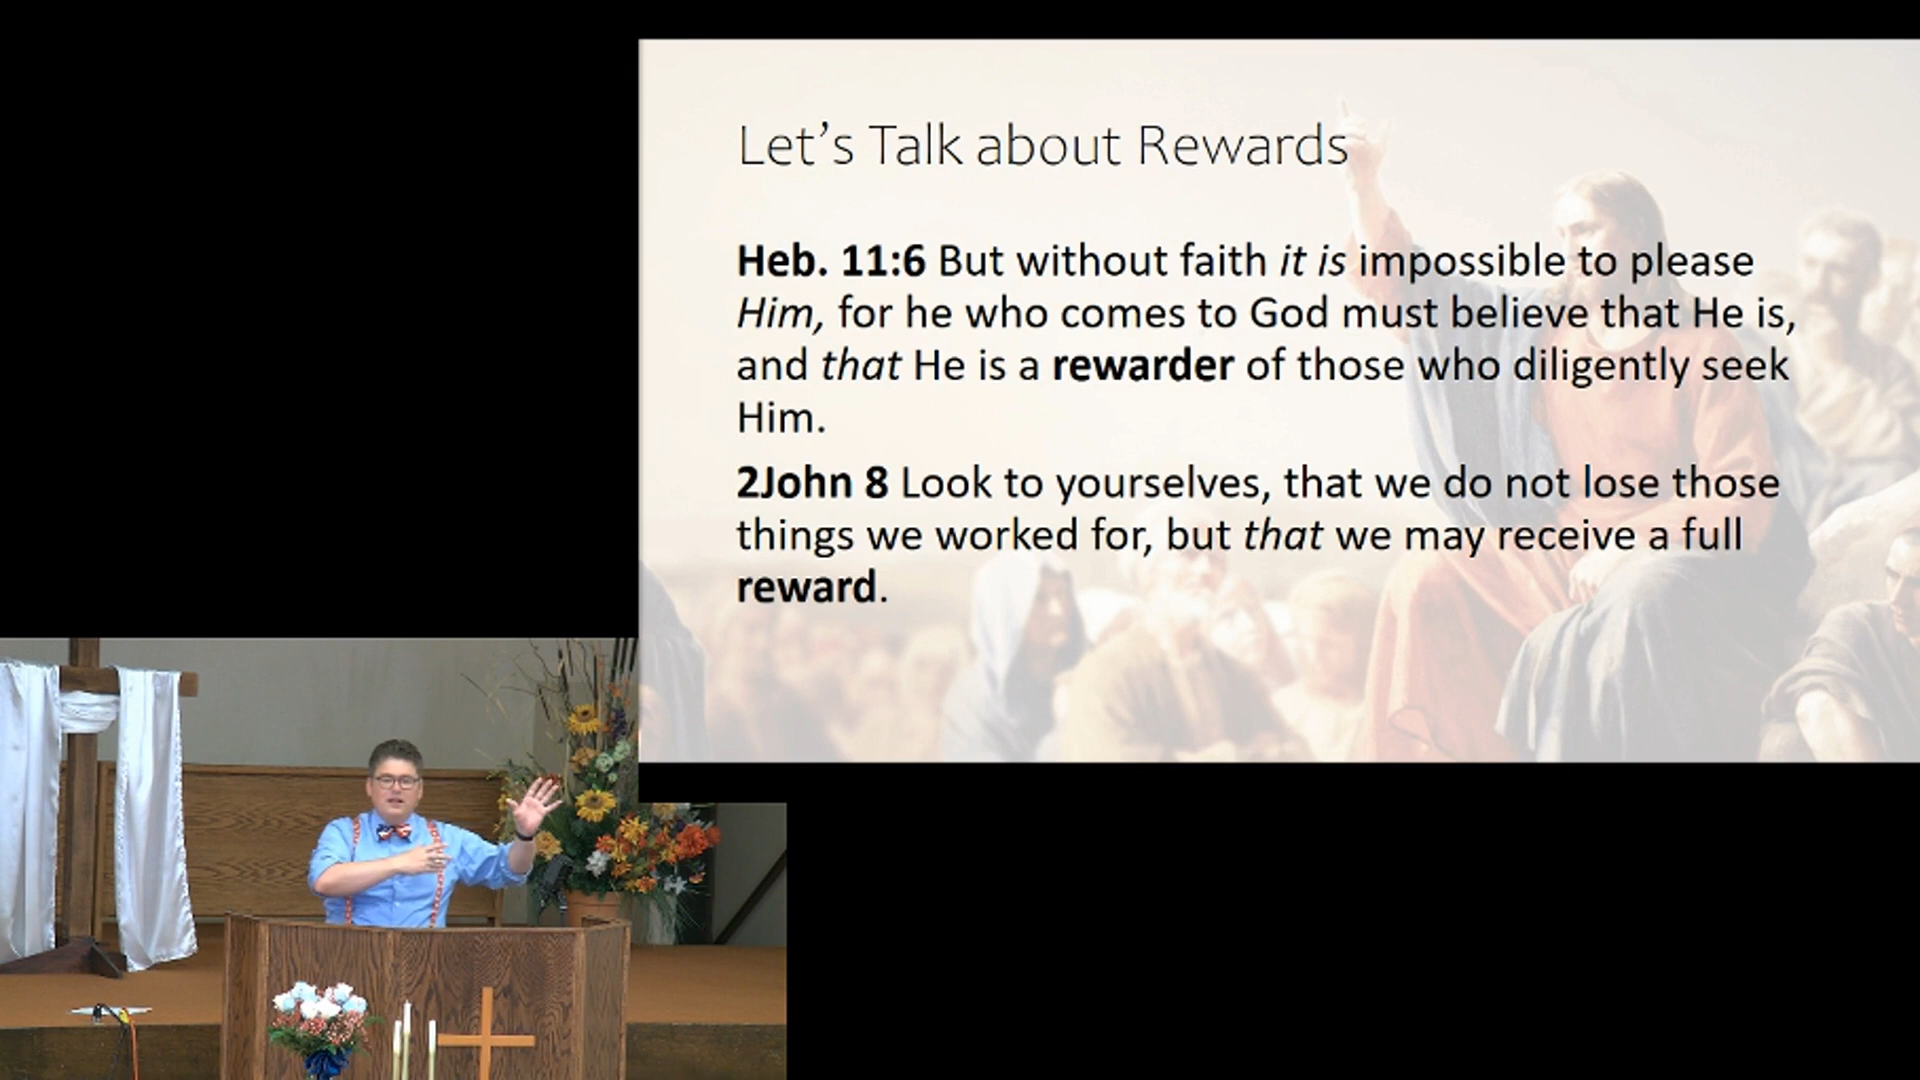 Let’s Talk about Rewards
Heb. 11:6 But without faith it is impossible to please
Him, for he who comes to God must believe that He is,
and that He is a rewarder of those who diligently seek
Him.
2John 8 Look to yourselves, that we do not lose those
things we worked for, but that we may receive a full
reward.